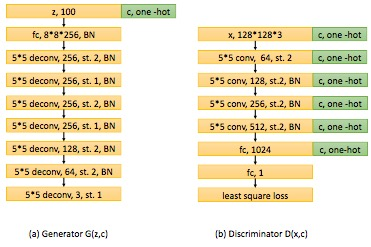 z, 100
c, one -hot
fc, 8*8*256, BN
5*5 deconv, 256, st. 2, BN
5*5 deconv, 256, st. 1, BN
5*5 deconv, 256, st. 2, BN
5*5 deconv, 256, st. 1, BN
5*5 deconv, 128, st. 2, BN
5*5 deconv, 64, st. 2, BN
5*5 deconv, 3, st. 1
(a) Generator G(z,c)
x, 128*128*3
c, one -hot
5*5 conv, 64, st. 2
c, one -hot
5*5 conv, 128, st.2, BN
c, one -hot
5*5 conv, 256, st.2, BN
c, one -hot
5*5 conv, 512, st.2, BN
c, one -hot
fc, 1024
c, one-hot
fc, 1
least square loss
(b) Discriminator D(x,c)